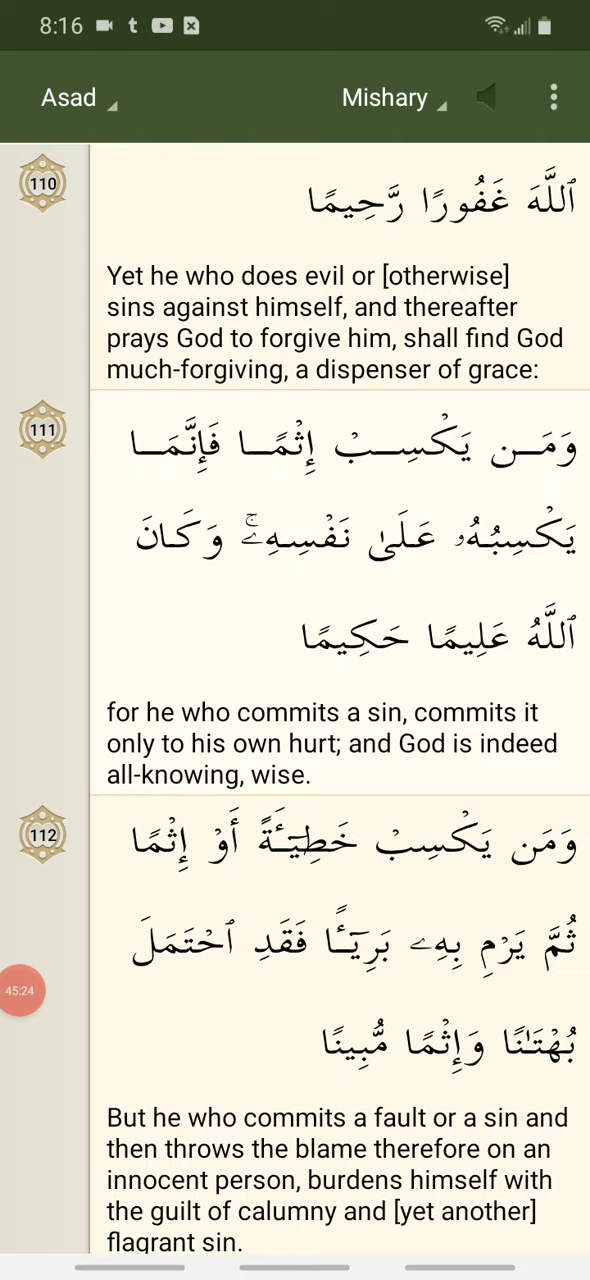 8:16 t
Asad Mishary
110
ٱللَّهَ غَفُورًا رَّحِيمًا
Yet he who does evil or [otherwise]
sins against himself, and thereafter
prays God to forgive him, shall find God
much-forgiving, a dispenser of grace:
111
وَمَن يَكْسِبْ إِثْمًا فَإِنَّمَا
يَكْسِبُهُۥ عَلَىٰ نَفْسِهِۦۚ وَكَانَ
ٱللَّهُ عَلِيمًا حَكِيمًا
for he who commits a sin, commits it
only to his own hurt; and God is indeed
all-knowing, wise.
112
وَمَن يَكْسِبْ خَطِيٓـَٔةً أَوْ إِثْمًا
ثُمَّ يَرْمِ بِهِۦ بَرِيٓـًٔا فَقَدِ ٱحْتَمَلَ
45:24
بُهْتَـٰنًا وَإِثْمًا مُّبِينًا
But he who commits a fault or a sin and
then throws the blame therefore on an
innocent person, burdens himself with
the guilt of calumny and [yet another]
flagrant sin.